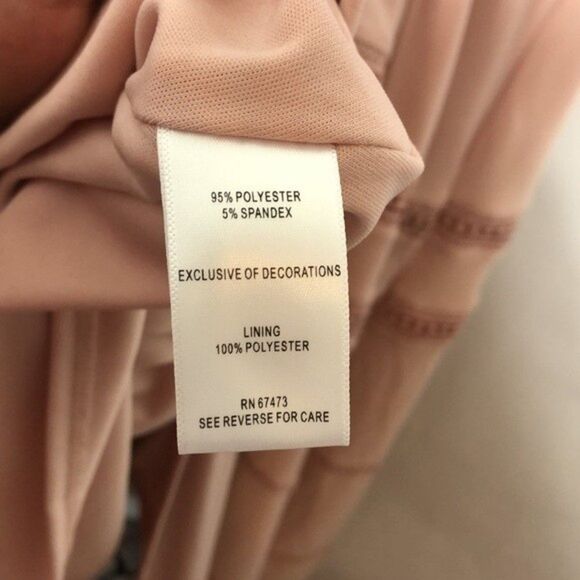 95% POLYESTER
5% SPANDEX
EXCLUSIVE OF DECORATIONS
LINING
100% POLYESTER
RN 67473
SEE REVERSE FOR CARE